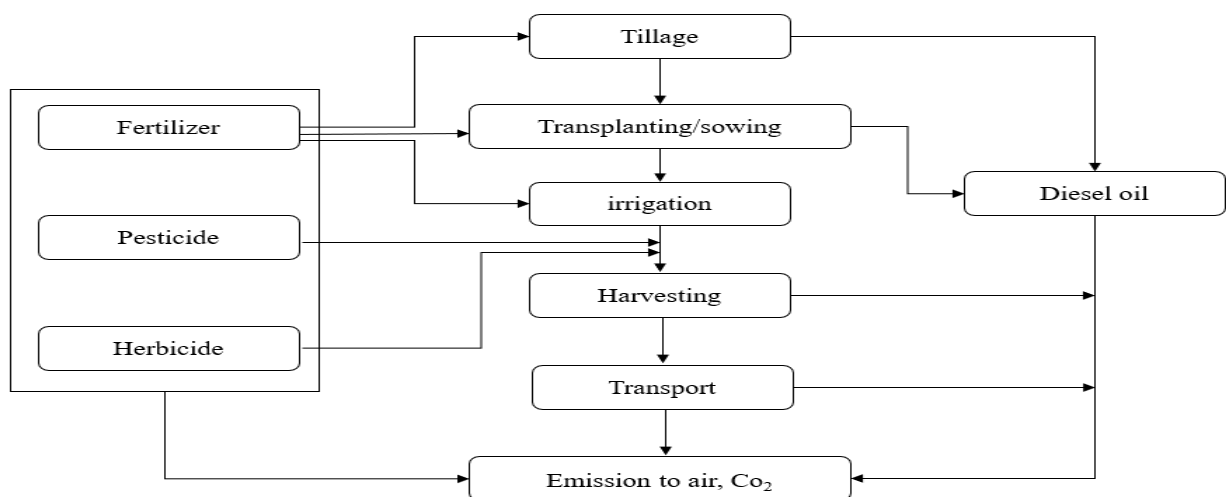 Tillage
Fertilizer
Transplanting/sowing
Diesel oil
irrigation
Pesticide
Harvesting
Herbicide
Transport
Emission to air, Co₂